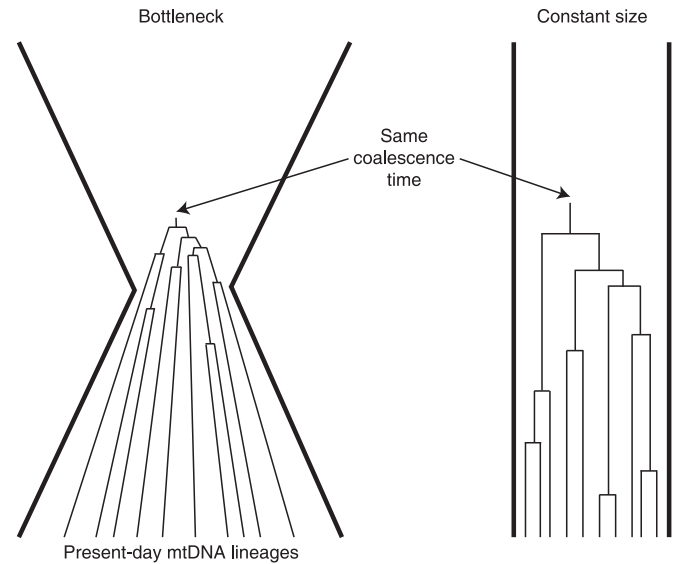 Bottleneck
Constant size
Same
coalescence
time
Present-day mtDNA lineages